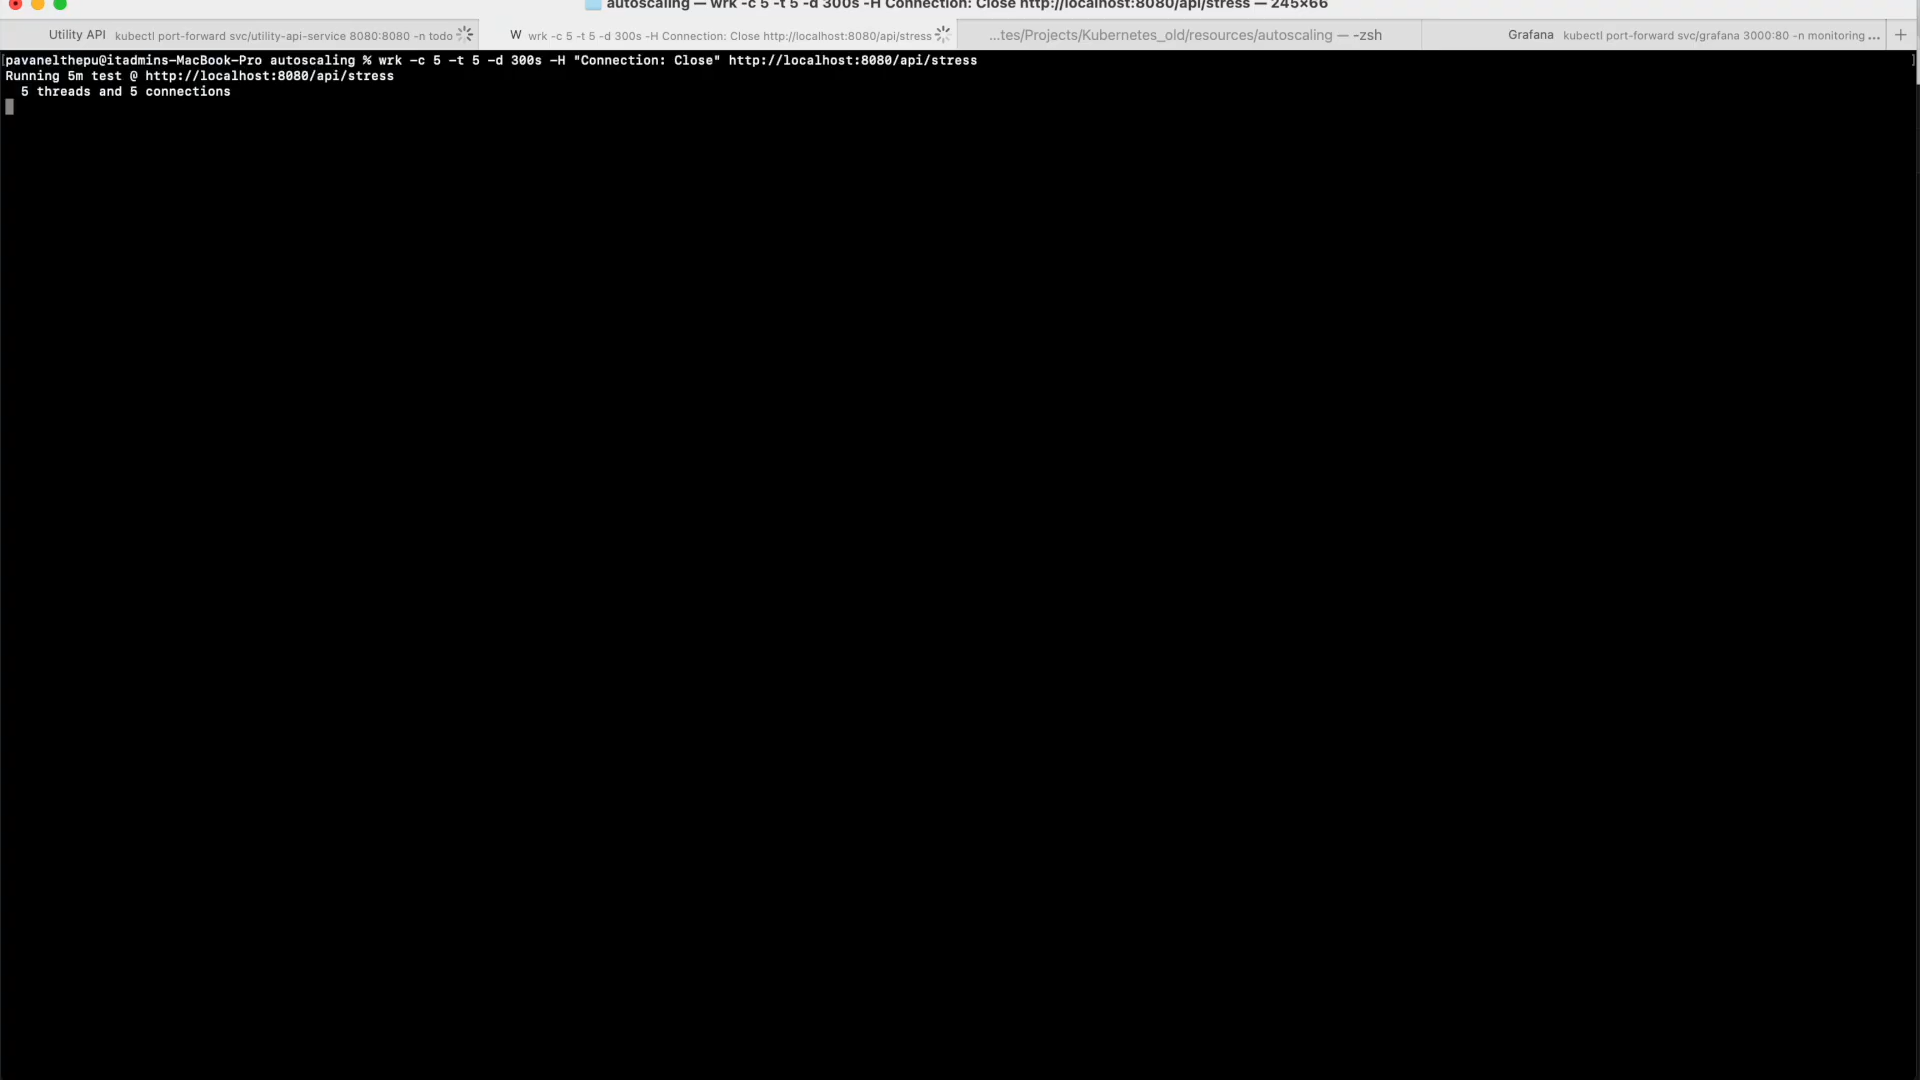 autoscaling — wrk -c 5 -t 5 -d 300s -H Connection: Close http://localhost:8080/api/stress — 245×66
Utility API kubectl port-forward svc/utility-api-service 8080:8080 -n todo
W wrk -c 5 -t 5 -d 300s -H Connection: Close http://localhost:8080/api/stress
...tes/Projects/Kubernetes_old/resources/autoscaling — -zsh
Grafana kubectl port-forward svc/grafana 3000:80 -n monitoring ...
+
[pavanelthepu@itadmins-MacBook-Pro autoscaling % wrk -c 5 -t 5 -d 300s -H "Connection: Close" http://localhost:8080/api/stress ]
Running 5m test @ http://localhost:8080/api/stress
5 threads and 5 connections